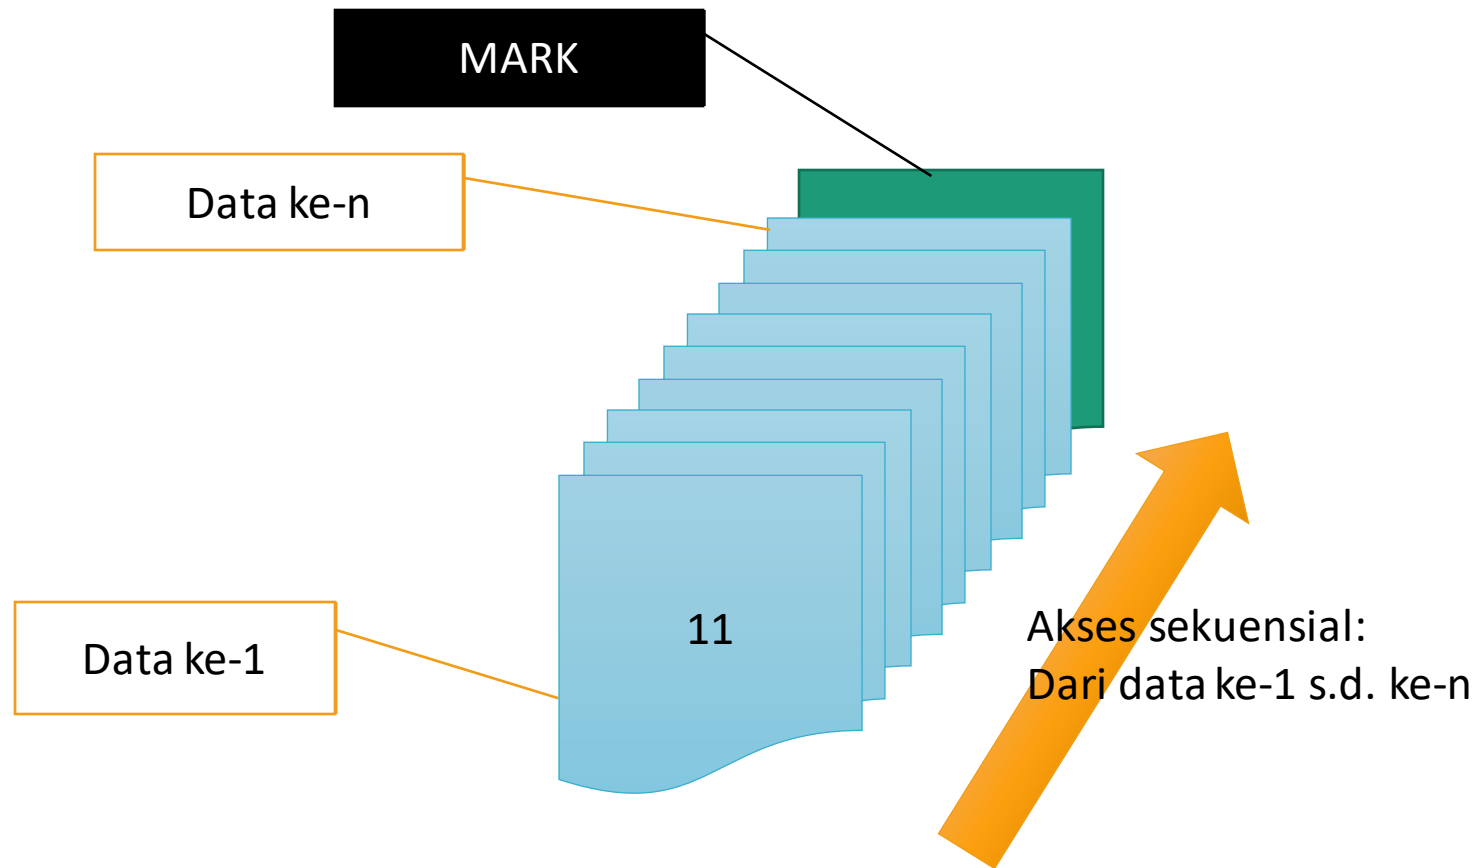 MARK
Data ke-n
Data ke-1
11
Akses sekuensial:
Dari data ke-1 s.d. ke-n